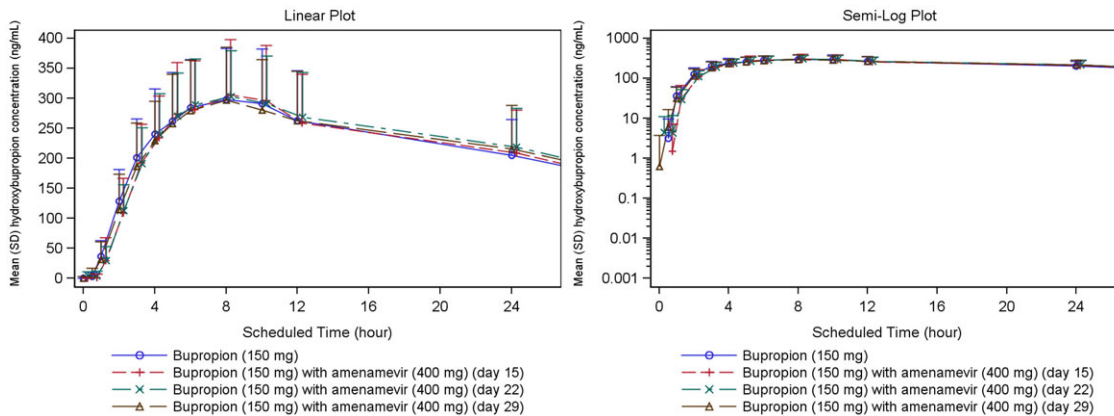 Linear Plot
Mean (SD) hydroxybupropion concentration (ng/mL)
400
350
300
250
200
150
100
50
0
0 4 8 12 16 20 24
Scheduled Time (hour)
Bupropion (150 mg)
Bupropion (150 mg) with amenamevir (400 mg) (day 15)
Bupropion (150 mg) with amenamevir (400 mg) (day 22)
Bupropion (150 mg) with amenamevir (400 mg) (day 29)
Semi-Log Plot
Mean (SD) hydroxybupropion concentration (ng/mL)
1000
100
10
1
0.1
0.01
0.001
0 4 8 12 16 20 24
Scheduled Time (hour)
Bupropion (150 mg)
Bupropion (150 mg) with amenamevir (400 mg) (day 15)
Bupropion (150 mg) with amenamevir (400 mg) (day 22)
Bupropion (150 mg) with amenamevir (400 mg) (day 29)